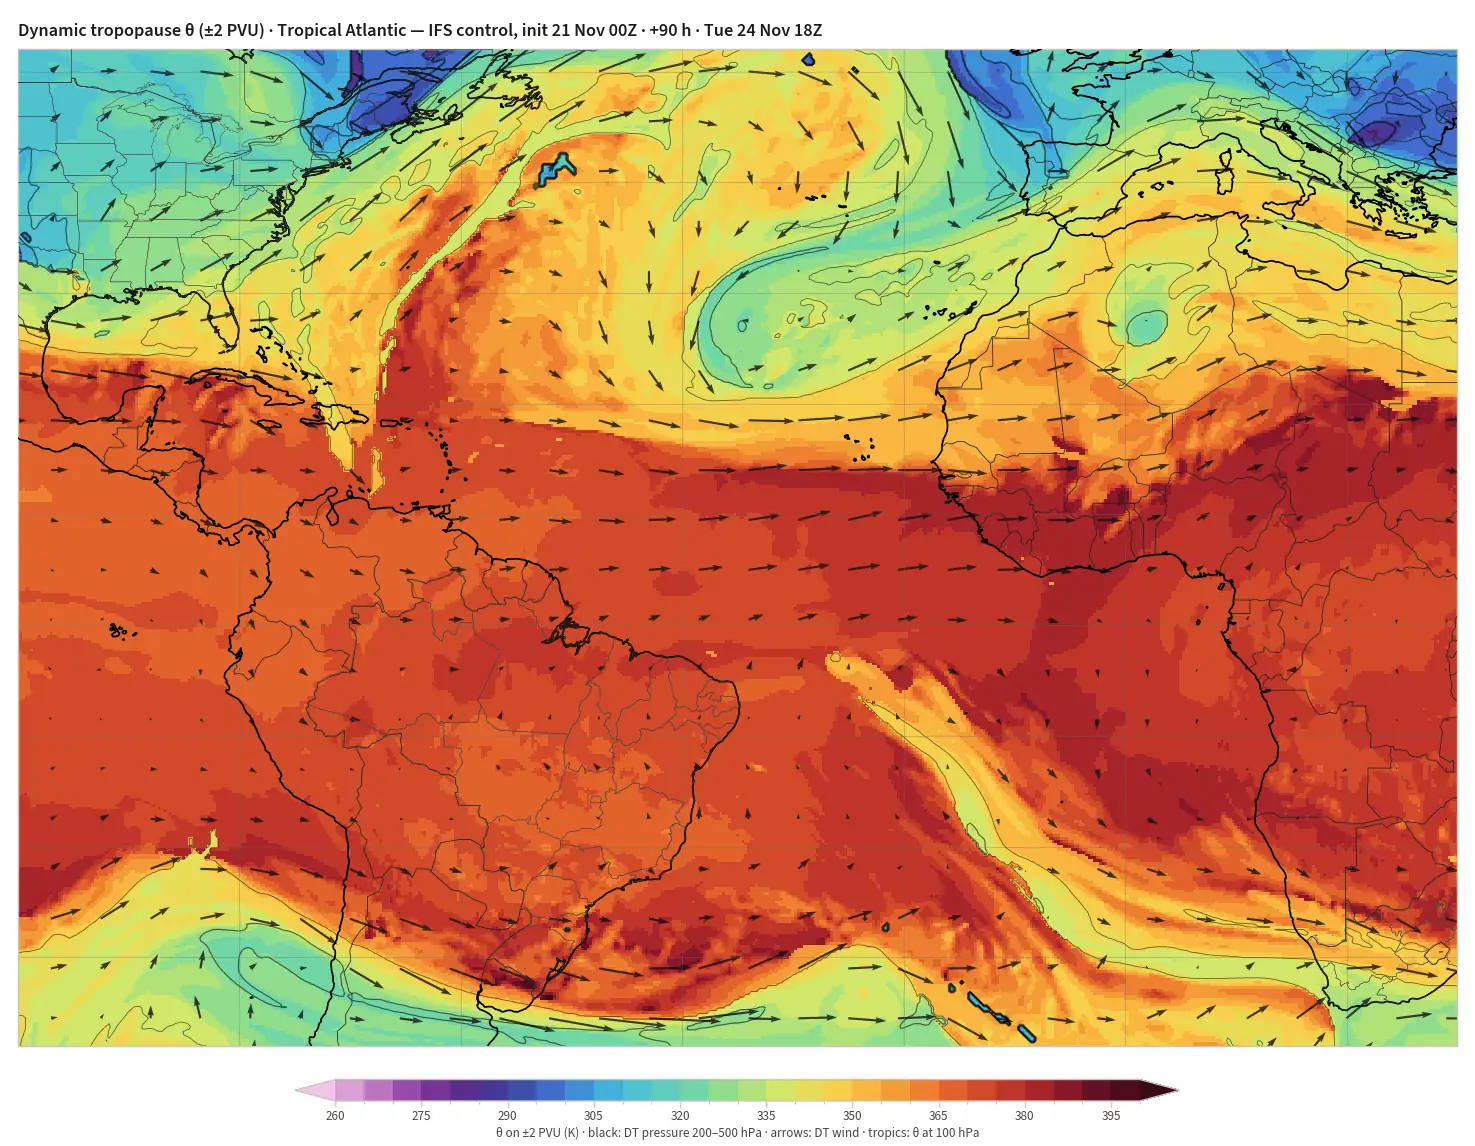 Dynamic tropopause θ (±2 PVU) · Tropical Atlantic — IFS control, init 21 Nov 00Z · +90 h · Tue 24 Nov 18Z
260 275 290 305 320 335 350 365 380 395
θ on ±2 PVU (K) · black: DT pressure 200–500 hPa · arrows: DT wind · tropics: θ at 100 hPa